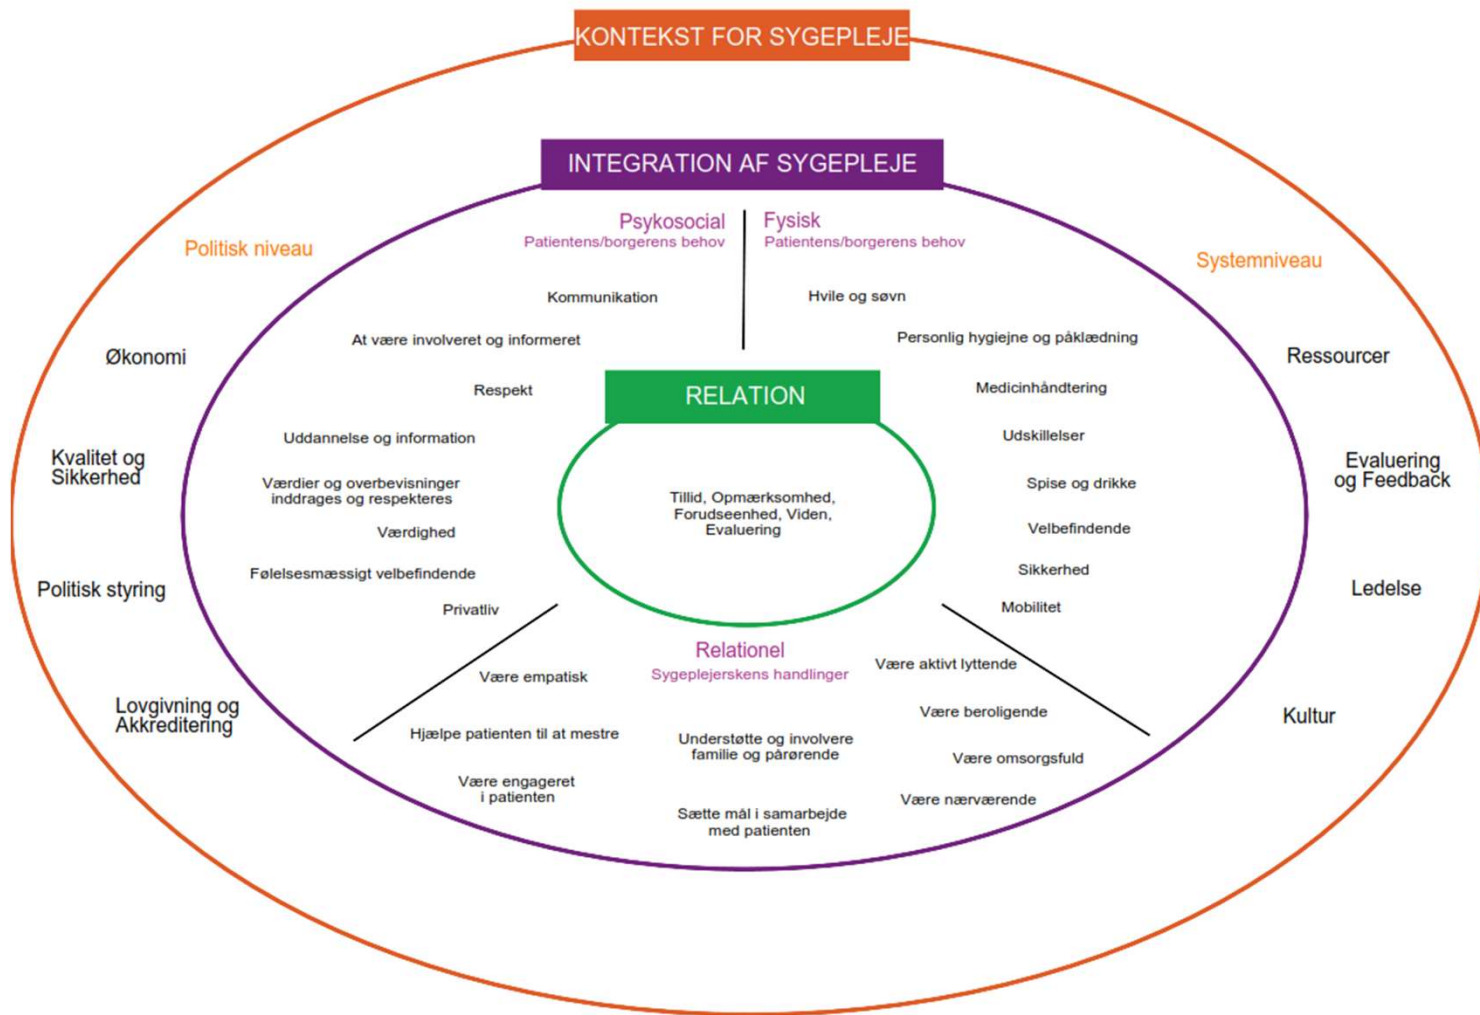 KONTEKST FOR SYGEPLEJE
INTEGRATION AF SYGEPLEJE
Psykosocial
Patientens/borgerens behov
Fysisk
Patientens/borgerens behov
Politisk niveau
Økonomi
Kvalitet og
Sikkerhed
Politisk styring
Lovgivning og
Akkreditering
Systemniveau
Ressourcer
Evaluering
og Feedback
Ledelse
Kultur
Kommunikation
At være involveret og informeret
Respekt
Uddannelse og information
Værdier og overbevisninger
inddrages og respekteres
Værdighed
Følelsesmæssigt velbefindende
Privatliv
Hvile og søvn
Personlig hygiejne og påklædning
Medicinhåndtering
Udskillelser
Spise og drikke
Velbefindende
Sikkerhed
Mobilitet
RELATION
Tillid, Opmærksomhed,
Forudseenhed, Viden,
Evaluering
Relationel
Sygeplejerskens handlinger
Være empatisk
Hjælpe patienten til at mestre
Være engageret
i patienten
Understøtte og involvere
familie og pårørende
Sætte mål i samarbejde
med patienten
Være aktivt lyttende
Være beroligende
Være omsorgsfuld
Være nærværende